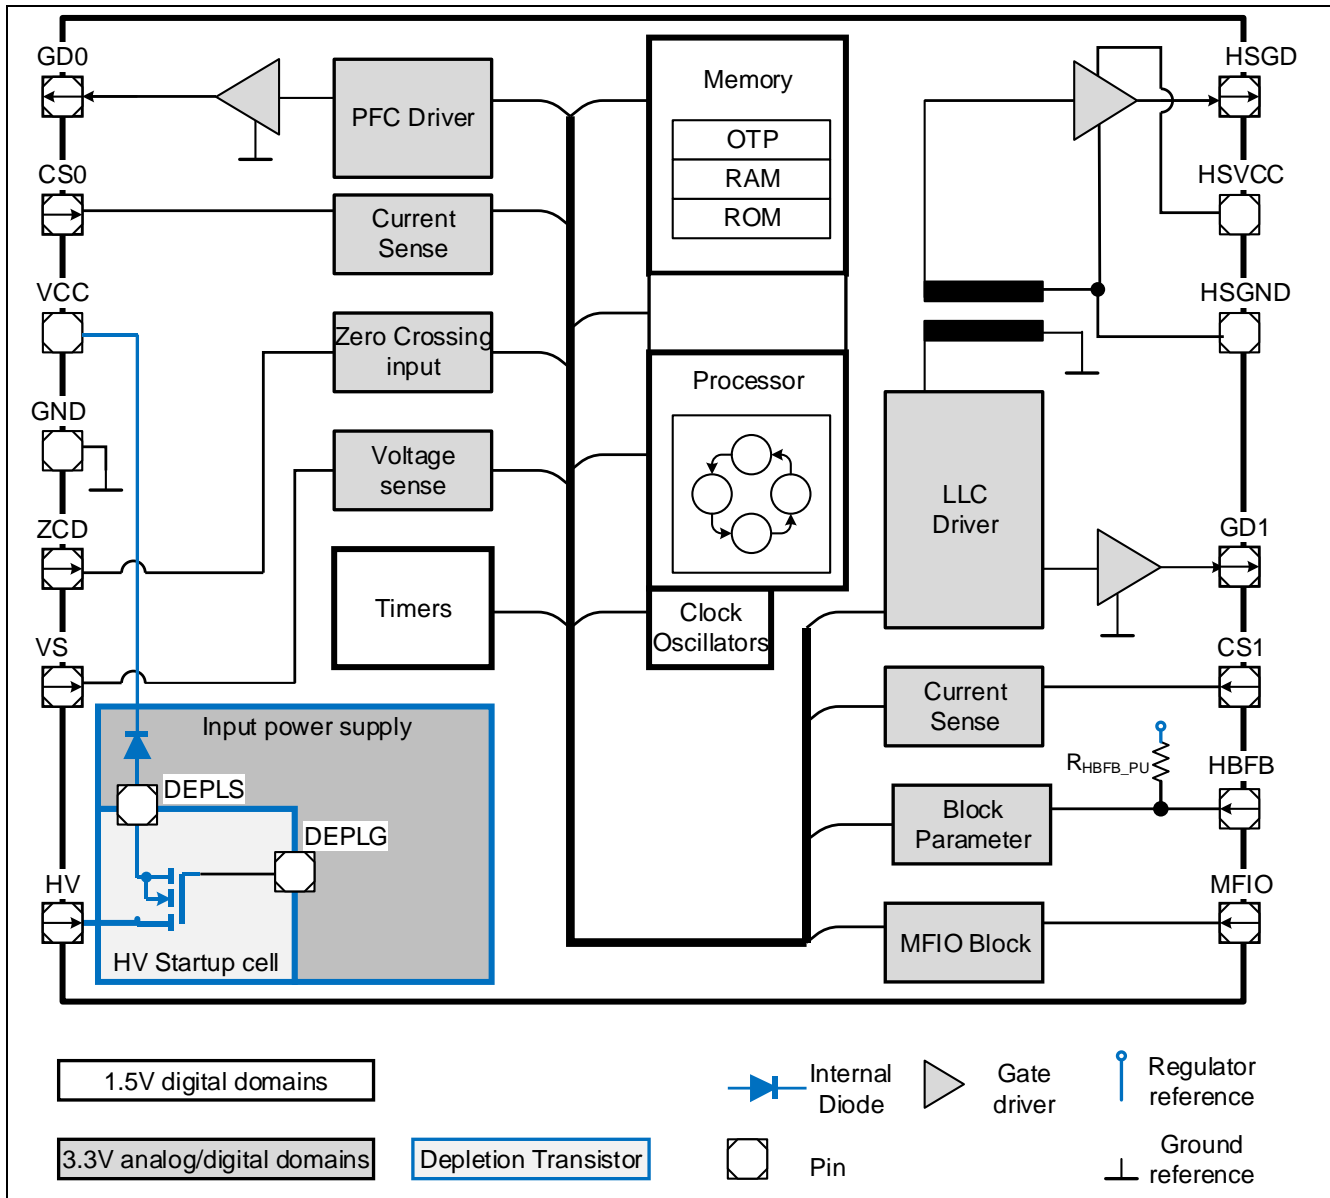 GD0
HSGD
PFC Driver
Memory
OTP
RAM
ROM
CS0
Current
Sense
HSVCC
VCC
Zero Crossing
input
HSGND
Processor
GND
Voltage
sense
LLC
Driver
ZCD
GD1
Timers
Clock
Oscillators
VS
CS1
Current
Sense
Input power supply
RHBFB_PU
HBFB
DEPLS
Block
Parameter
DEPLG
HV
MFIO
MFIO Block
HV Startup cell
1.5V digital domains
Internal
Diode
Gate
driver
Regulator
reference
3.3V analog/digital domains
Depletion Transistor
Pin
Ground
reference